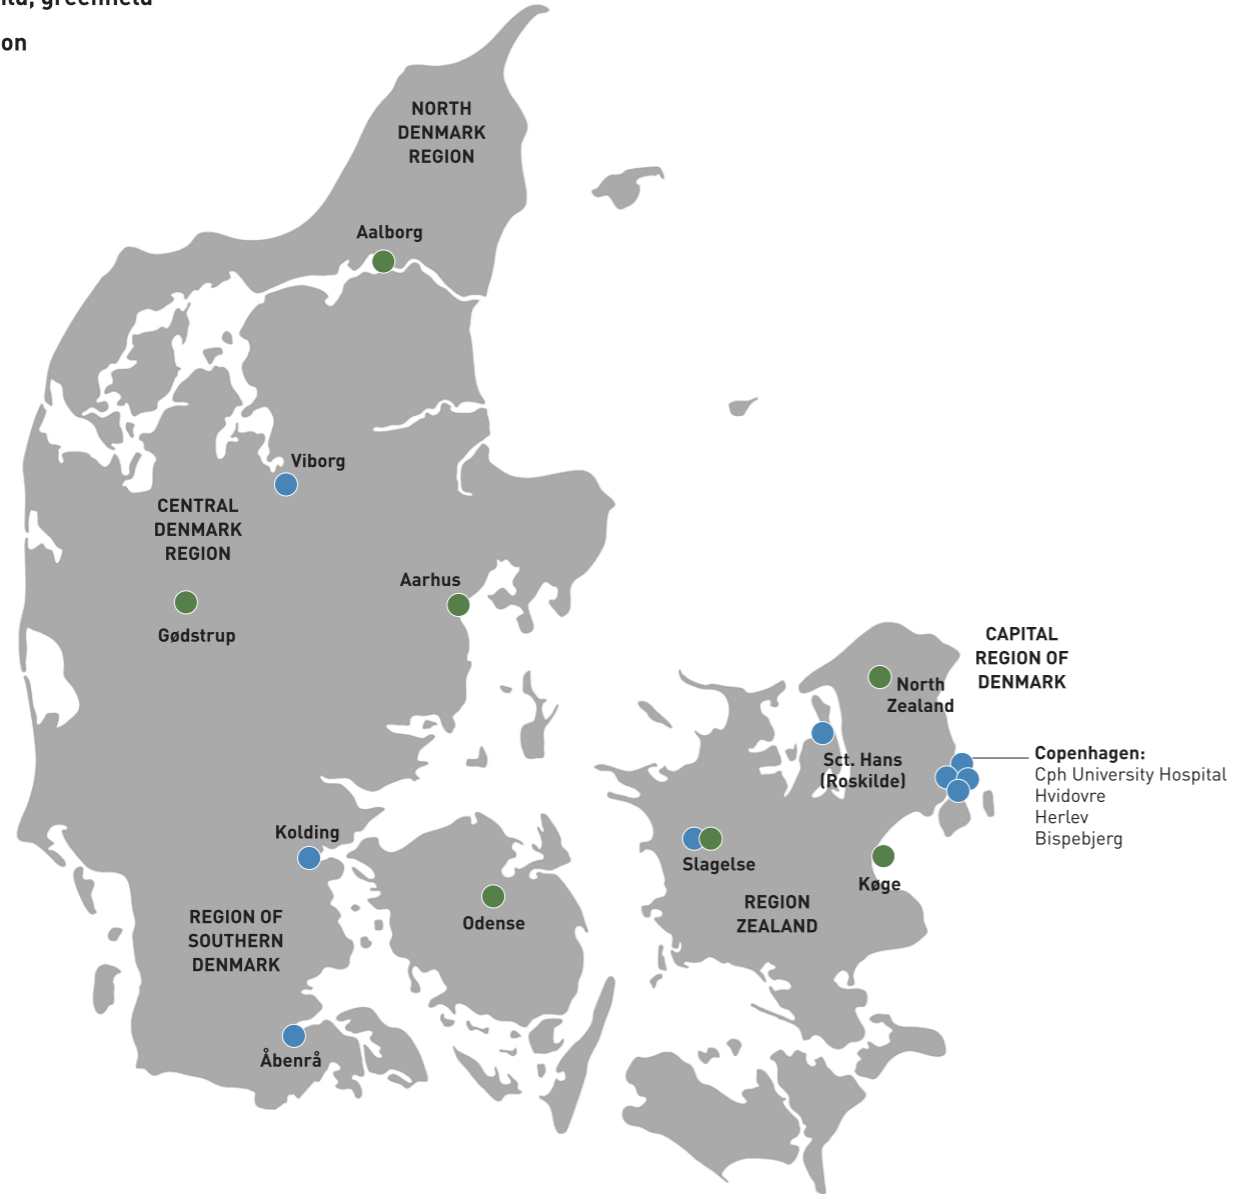 greenfield
on
NORTH
DENMARK
REGION
Aalborg
Viborg
CENTRAL
DENMARK
REGION
Aarhus
Gødstrup
CAPITAL
REGION OF
DENMARK
North
Zealand
Sct. Hans
(Roskilde)
Copenhagen:
Cph University Hospital
Hvidovre
Herlev
Bispebjerg
Kolding
Slagelse
Køge
REGION
ZEALAND
Odense
REGION OF
SOUTHERN
DENMARK
Åbenrå